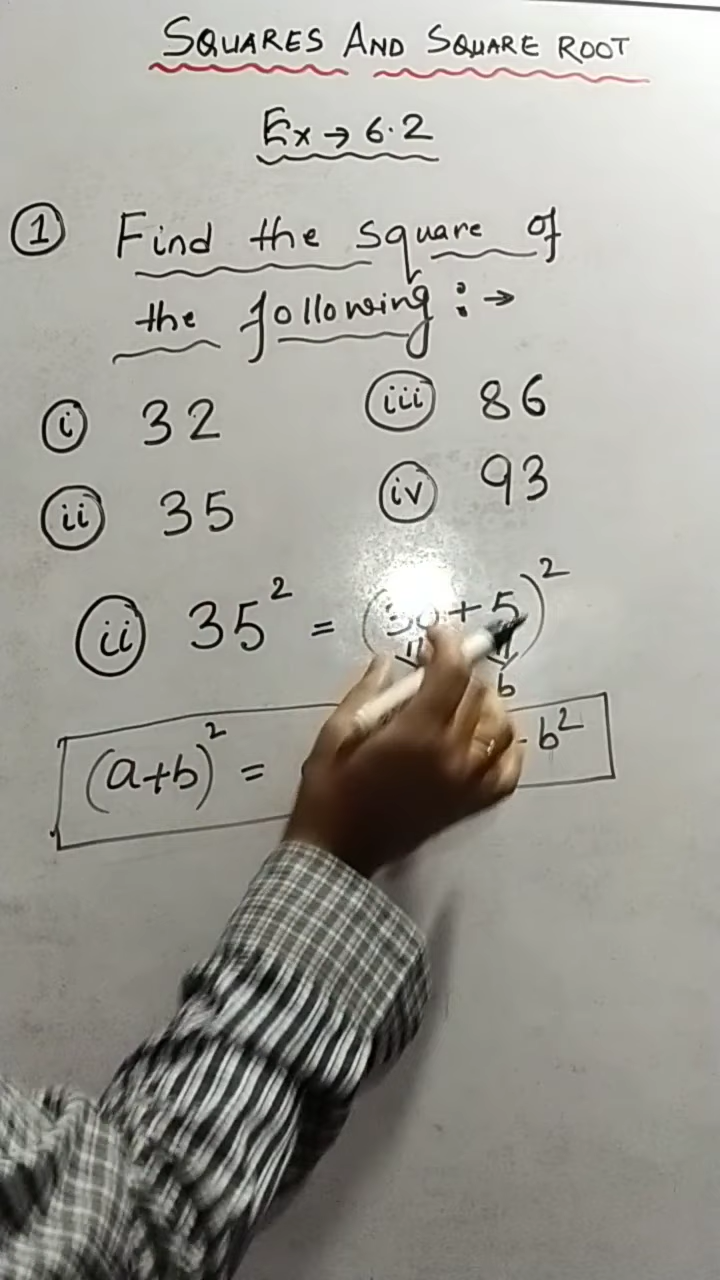 SQUARES AND SQUARE ROOT
Ex → 6.2
① Find the square of
the following :→
(i) 32
(iii) 86
(ii) 35
(iv) 93
(ii) 35² = (30+5)²
b
(a+b)² = b²